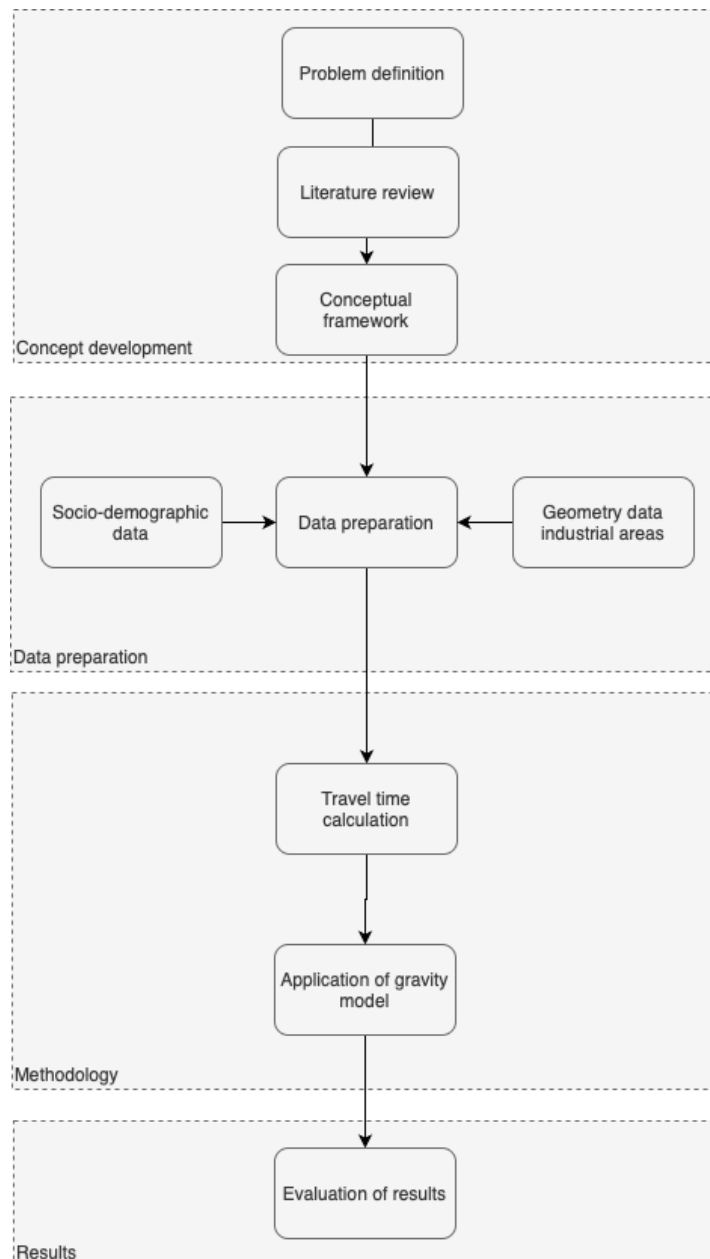 Problem definition
Literature review
Conceptual
framework
Concept development
Socio-demographic
data
Data preparation
Geometry data
industrial areas
Data preparation
Travel time
calculation
Application of gravity
model
Methodology
Evaluation of results
Results